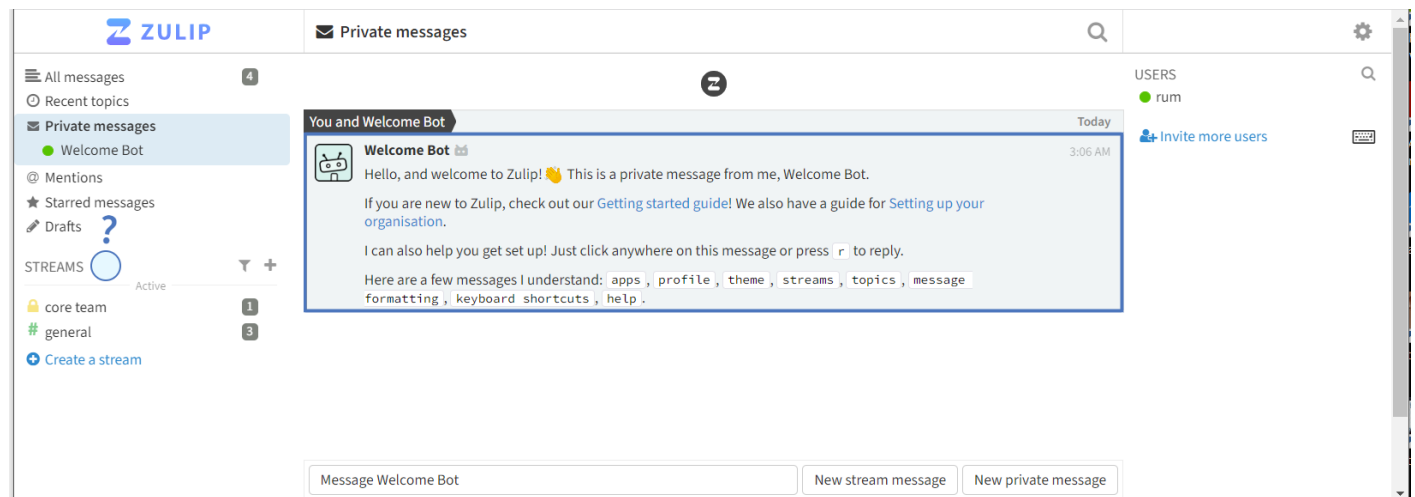 ZULIP
Private messages
All messages 4
Recent topics
Private messages
Welcome Bot
@ Mentions
Starred messages
Drafts
?
STREAMS
Active
core team 1
# general 3
Create a stream
You and Welcome Bot Today
Welcome Bot 3:06 AM
Hello, and welcome to Zulip! 👋 This is a private message from me, Welcome Bot.
If you are new to Zulip, check out our Getting started guide! We also have a guide for Setting up your
organisation.
I can also help you get set up! Just click anywhere on this message or press r to reply.
Here are a few messages I understand: apps, profile, theme, streams, topics, message
formatting, keyboard shortcuts, help.
Message Welcome Bot
New stream message
New private message
USERS
rum
Invite more users